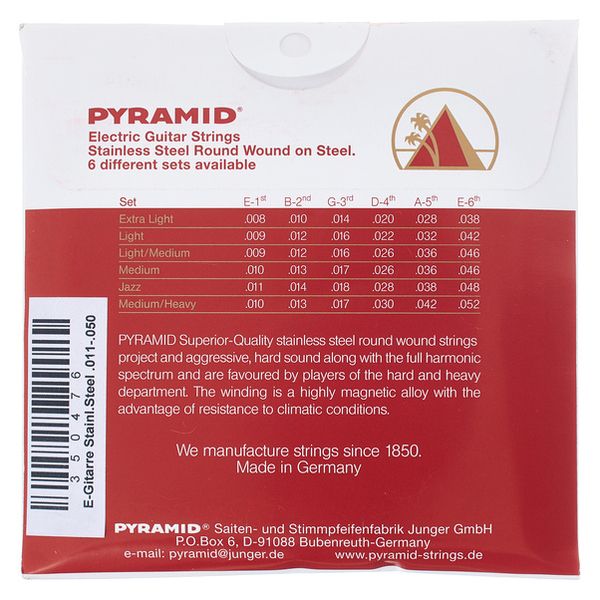 PYRAMID®
Electric Guitar Strings
Stainless Steel Round Wound on Steel.
6 different sets available
Set E-1st B-2nd G-3rd D-4th A-5th E-6th
Extra Light .008 .010 .014 .020 .028 .038
Light .009 .012 .016 .022 .032 .042
Light/Medium .009 .012 .016 .026 .036 .046
Medium .010 .013 .017 .026 .036 .046
Jazz .011 .014 .018 .028 .038 .048
Medium/Heavy .010 .013 .017 .030 .042 .052
PYRAMID Superior-Quality stainless steel round wound strings
project and aggressive, hard sound along with the full harmonic
spectrum and are favoured by players of the hard and heavy
department. The winding is a highly magnetic alloy with the
advantage of resistance to climatic conditions.
We manufacture strings since 1850.
Made in Germany
350476
E-Gitarre Stainl.Steel .011-.050
PYRAMID® Saiten- und Stimmpfeifenfabrik Junger GmbH
P.O.Box 6, D-91088 Bubenreuth-Germany
e-mail: pyramid@junger.de www.pyramid-strings.de